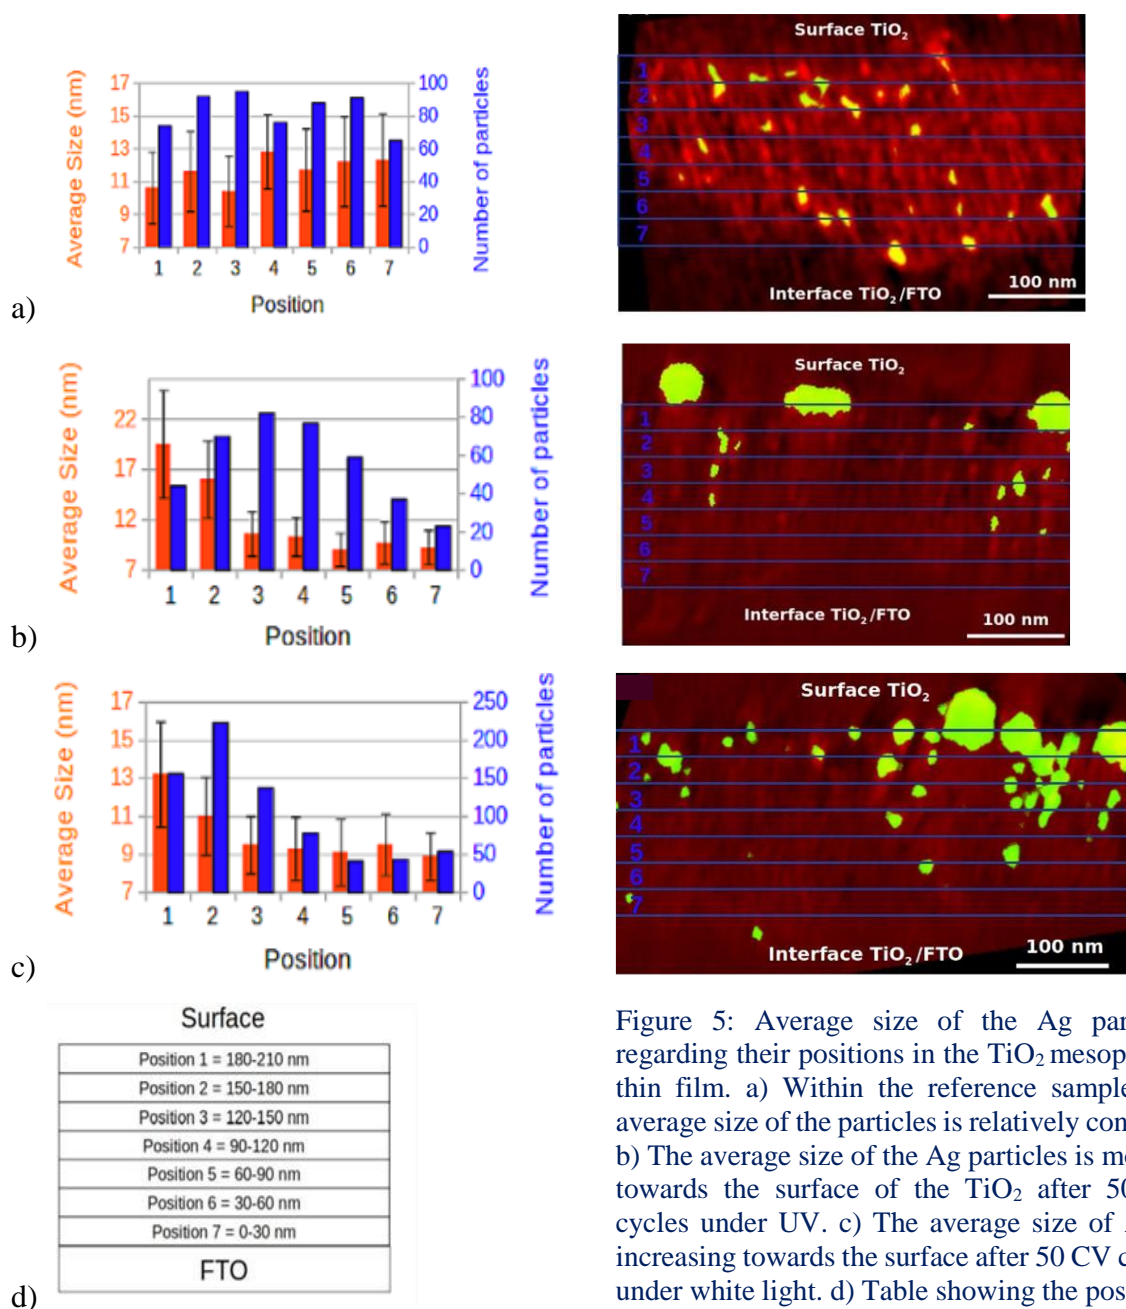 Average Size (nm)
17
15
13
11
9
7
100
80
60
40
20
0
Number of particles
1 2 3 4 5 6 7
Position
a)
Surface TiO2
1
2
3
4
5
6
7
Interface TiO2/FTO
100 nm
Average Size (nm)
22
17
12
7
100
80
60
40
20
0
Number of particles
1 2 3 4 5 6 7
Position
b)
Surface TiO2
1
2
3
4
5
6
7
Interface TiO2/FTO
100 nm
Average Size (nm)
17
15
13
11
9
7
250
200
150
100
50
0
Number of particles
1 2 3 4 5 6 7
Position
c)
Surface TiO2
1
2
3
4
5
6
7
Interface TiO2/FTO
100 nm
Surface
Position 1 = 180-210 nm
Position 2 = 150-180 nm
Position 3 = 120-150 nm
Position 4 = 90-120 nm
Position 5 = 60-90 nm
Position 6 = 30-60 nm
Position 7 = 0-30 nm
FTO
d)
Figure 5: Average size of the Ag par
regarding their positions in the TiO2 mesop
thin film. a) Within the reference sample
average size of the particles is relatively con
b) The average size of the Ag particles is mo
towards the surface of the TiO2 after 50
cycles under UV. c) The average size of
increasing towards the surface after 50 CV c
under white light. d) Table showing the pos